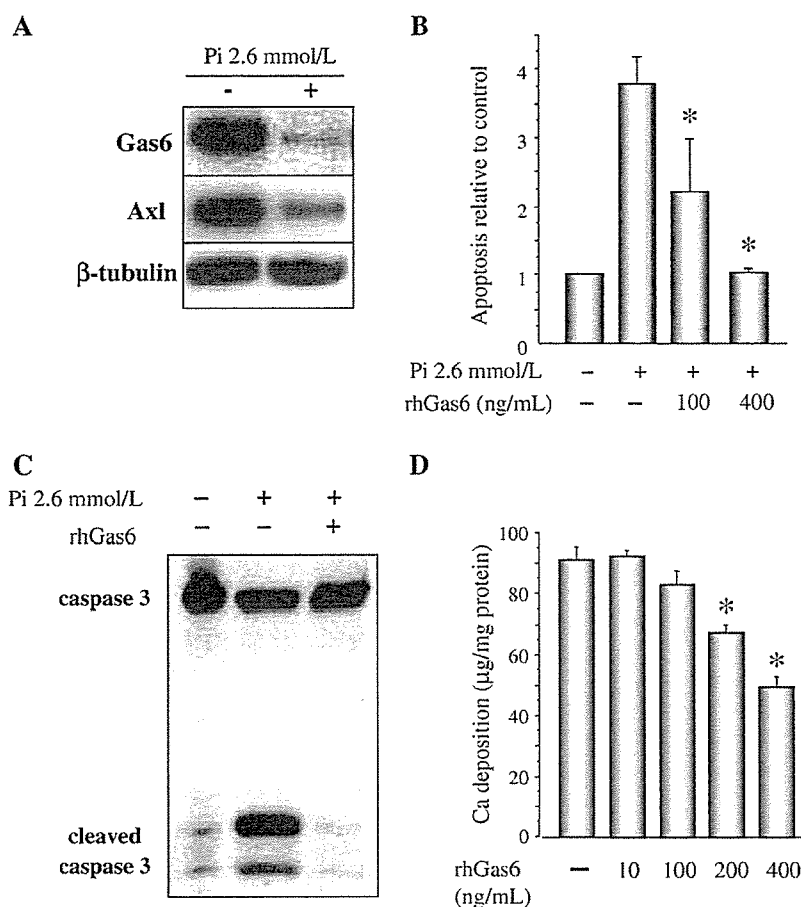 A
Pi 2.6 mmol/L
- +
Gas6
Axl
β-tubulin
B
Apoptosis relative to control
4
3
2
1
0
Pi 2.6 mmol/L − + + +
rhGas6 (ng/mL) − − 100 400
* *
C
Pi 2.6 mmol/L − + +
rhGas6 − − +
caspase 3
cleaved
caspase 3
D
Ca deposition (µg/mg protein)
100
80
60
40
20
0
* *
rhGas6 − 10 100 200 400
(ng/mL)